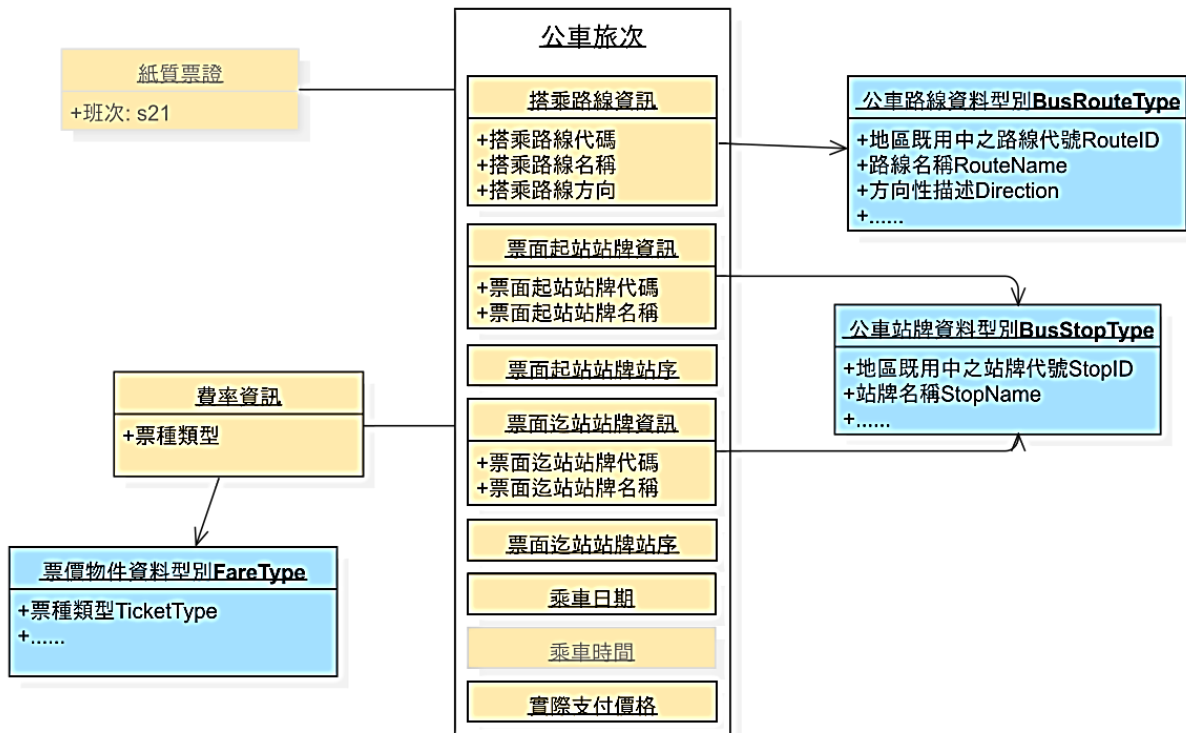 公車旅次
紙質票證
+班次: s21
搭乘路線資訊
+搭乘路線代碼
+搭乘路線名稱
+搭乘路線方向
公車路線資料型別BusRouteType
+地區既用中之路線代號RouteID
+路線名稱RouteName
+方向性描述Direction
+......
票面起站站牌資訊
+票面起站站牌代碼
+票面起站站牌名稱
公車站牌資料型別BusStopType
+地區既用中之站牌代號StopID
+站牌名稱StopName
+......
票面起站站牌站序
費率資訊
+票種類型
票面迄站站牌資訊
+票面迄站站牌代碼
+票面迄站站牌名稱
票面迄站站牌站序
票價物件資料型別FareType
+票種類型TicketType
+......
乘車日期
乘車時間
實際支付價格